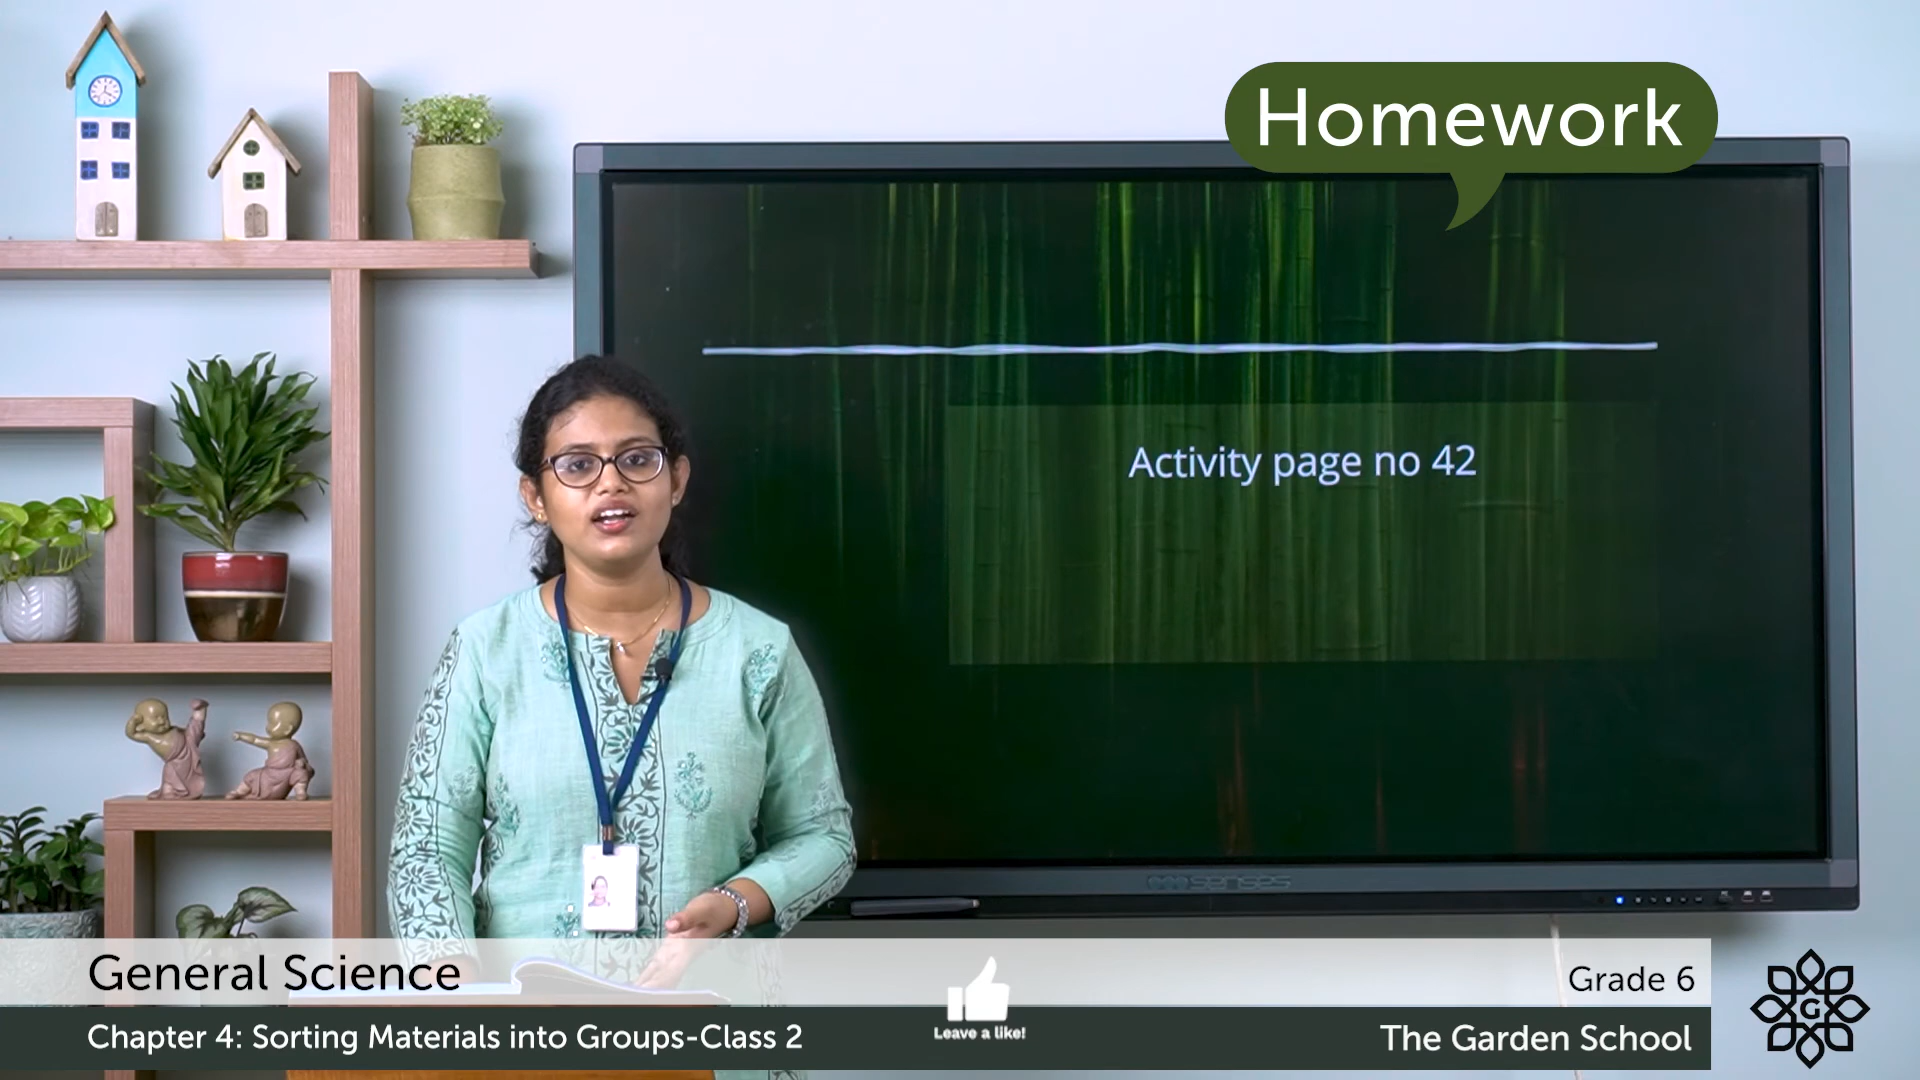 Homework
Activity page no 42
General Science
Grade 6
Chapter 4: Sorting Materials into Groups-Class 2
Leave a like!
The Garden School
G